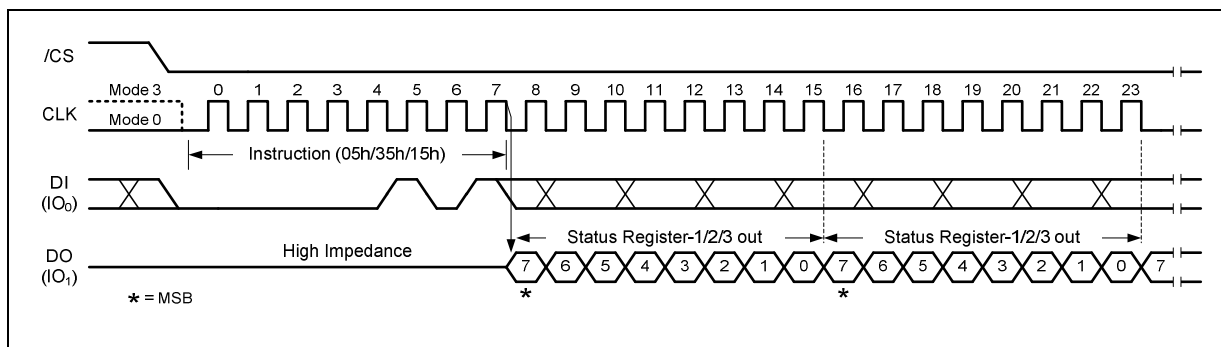 /CS
Mode 3
0 1 2 3 4 5 6 7 8 9 10 11 12 13 14 15 16 17 18 19 20 21 22 23
CLK
Mode 0
Instruction (05h/35h/15h)
DI
(IO0)
High Impedance
Status Register-1/2/3 out
Status Register-1/2/3 out
DO
(IO1)
7 6 5 4 3 2 1 0 7 6 5 4 3 2 1 0 7
* *
* = MSB